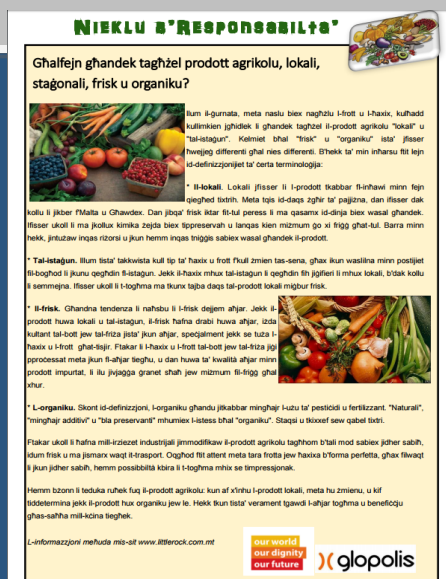 Nieklu b'Responsabilta'
Għalfejn għandek tagħżel prodott agrikolu, lokali,
staġonali, frisk u organiku?
Illum il-ġurnata, meta naslu biex nagħżlu l-frott u l-ħaxix, kulħadd
kullimkien jgħidlek li għandek tagħżel il-prodott agrikolu "lokali" u
"tal-istaġun". Kelmiet bħal "frisk" u "organiku" ista' jfisser
ħwejjeġ differenti għal nies differenti. B'hekk ta' min inħarsu ftit lejn
id-definizzjonijiet ta' ċerta terminoloġija:
* Il-lokali. Lokali jfisser li l-prodott tkabbar fl-inħawi minn fejn
qiegħed tixtrih. Meta tqis id-daqs żgħir ta' pajjiżna, dan ifisser dak
kollu li jikber f'Malta u Għawdex. Dan jibqa' frisk iktar fit-tul peress li ma qasamx id-dinja biex wasal għandek.
Ifisser ukoll li ma jkollux kimika żejda biex tippreservah u lanqas kien miżmum ġo xi friġġ għat-tul. Barra minn
hekk, jintużaw inqas riżorsi u jkun hemm inqas tniġġis sabiex wasal għandek il-prodott.
* Tal-istaġun. Illum tista' takkwista kull tip ta' ħaxix u frott f'kull żmien tas-sena, għax ikun waslilna minn postijiet
fil-bogħod li jkunu qegħdin fl-istaġun. Jekk il-ħaxix mhux tal-istaġun li qegħdin fih jiġifieri li mhux lokali, b'dak kollu
li semmejna. Ifisser ukoll li t-togħma ma tkunx tajba daqs tal-prodott lokali miġbur frisk.
* Il-frisk. Għandna tendenza li naħsbu li l-frisk dejjem aħjar. Jekk il-
prodott huwa lokali u tal-istaġun, il-frisk ħafna drabi huwa aħjar, iżda
kultant tal-bott jew tal-friża jista' jkun aħjar, speċjalment jekk se tuża l-
ħaxix u l-frott għat-tisjir. Ftakar li l-ħaxix u l-frott tal-bott jew tal-friża jiġi
pproċessat meta jkun fl-aħjar tiegħu, u dan huwa ta' kwalità aħjar minn
prodott impurtat, li ilu jivjaġġa granet sħaħ jew miżmum fil-friġġ għal
xhur.
* L-organiku. Skont id-definizzjoni, l-organiku għandu jitkabbar mingħajr l-użu ta' pestiċidi u fertilizzant. "Naturali",
"mingħajr additivi" u "bla preservanti" mhumiex l-istess bħal "organiku". Staqsi u tkixxef sew qabel tixtri.
Ftakar ukoll li ħafna mill-irziezet industrijali jimmodifikaw il-prodott agrikolu tagħhom b'tali mod sabiex jidher sabiħ,
idum frisk u ma jismarx waqt it-trasport. Oqgħod ftit attent meta tara frotta jew ħaxixa b'forma perfetta, għax filwaqt
li jkun jidher sabiħ, hemm possibbiltà kbira li t-togħma mhix se timpressjonak.
Hemm bżonn li teduka ruħek fuq il-prodott agrikolu: kun af x'inhu l-prodott lokali, meta hu żmienu, u kif
tiddetermina jekk il-prodott hux organiku jew le. Hekk tkun tista' verament tgawdi l-aħjar togħma u benefiċċju
għas-saħħa mill-kċina tiegħek.
L-informazzjoni meħuda mis-sit www.littlerock.com.mt
our world
our dignity
our future
glopolis